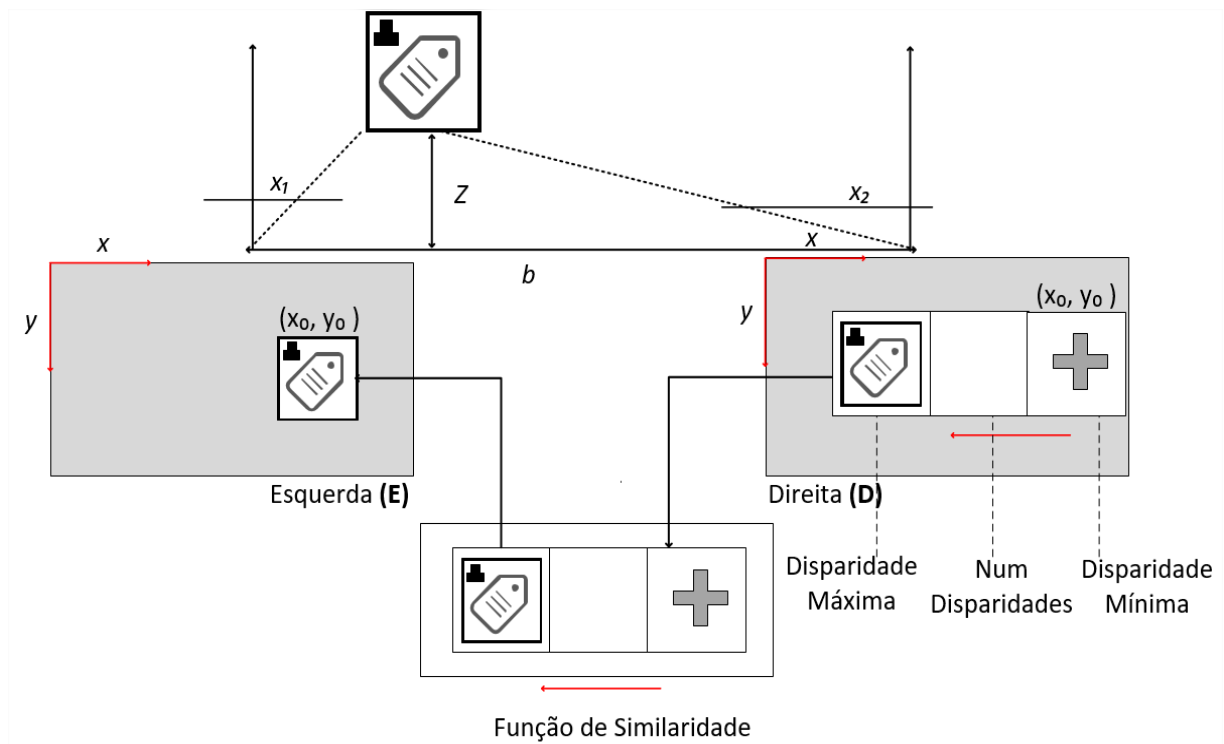 x₁
Z
x₂
x
x
b
y
(x₀, y₀ )
y
(x₀, y₀ )
Esquerda (E)
Direita (D)
Disparidade
Máxima
Num
Disparidades
Disparidade
Mínima
Função de Similaridade